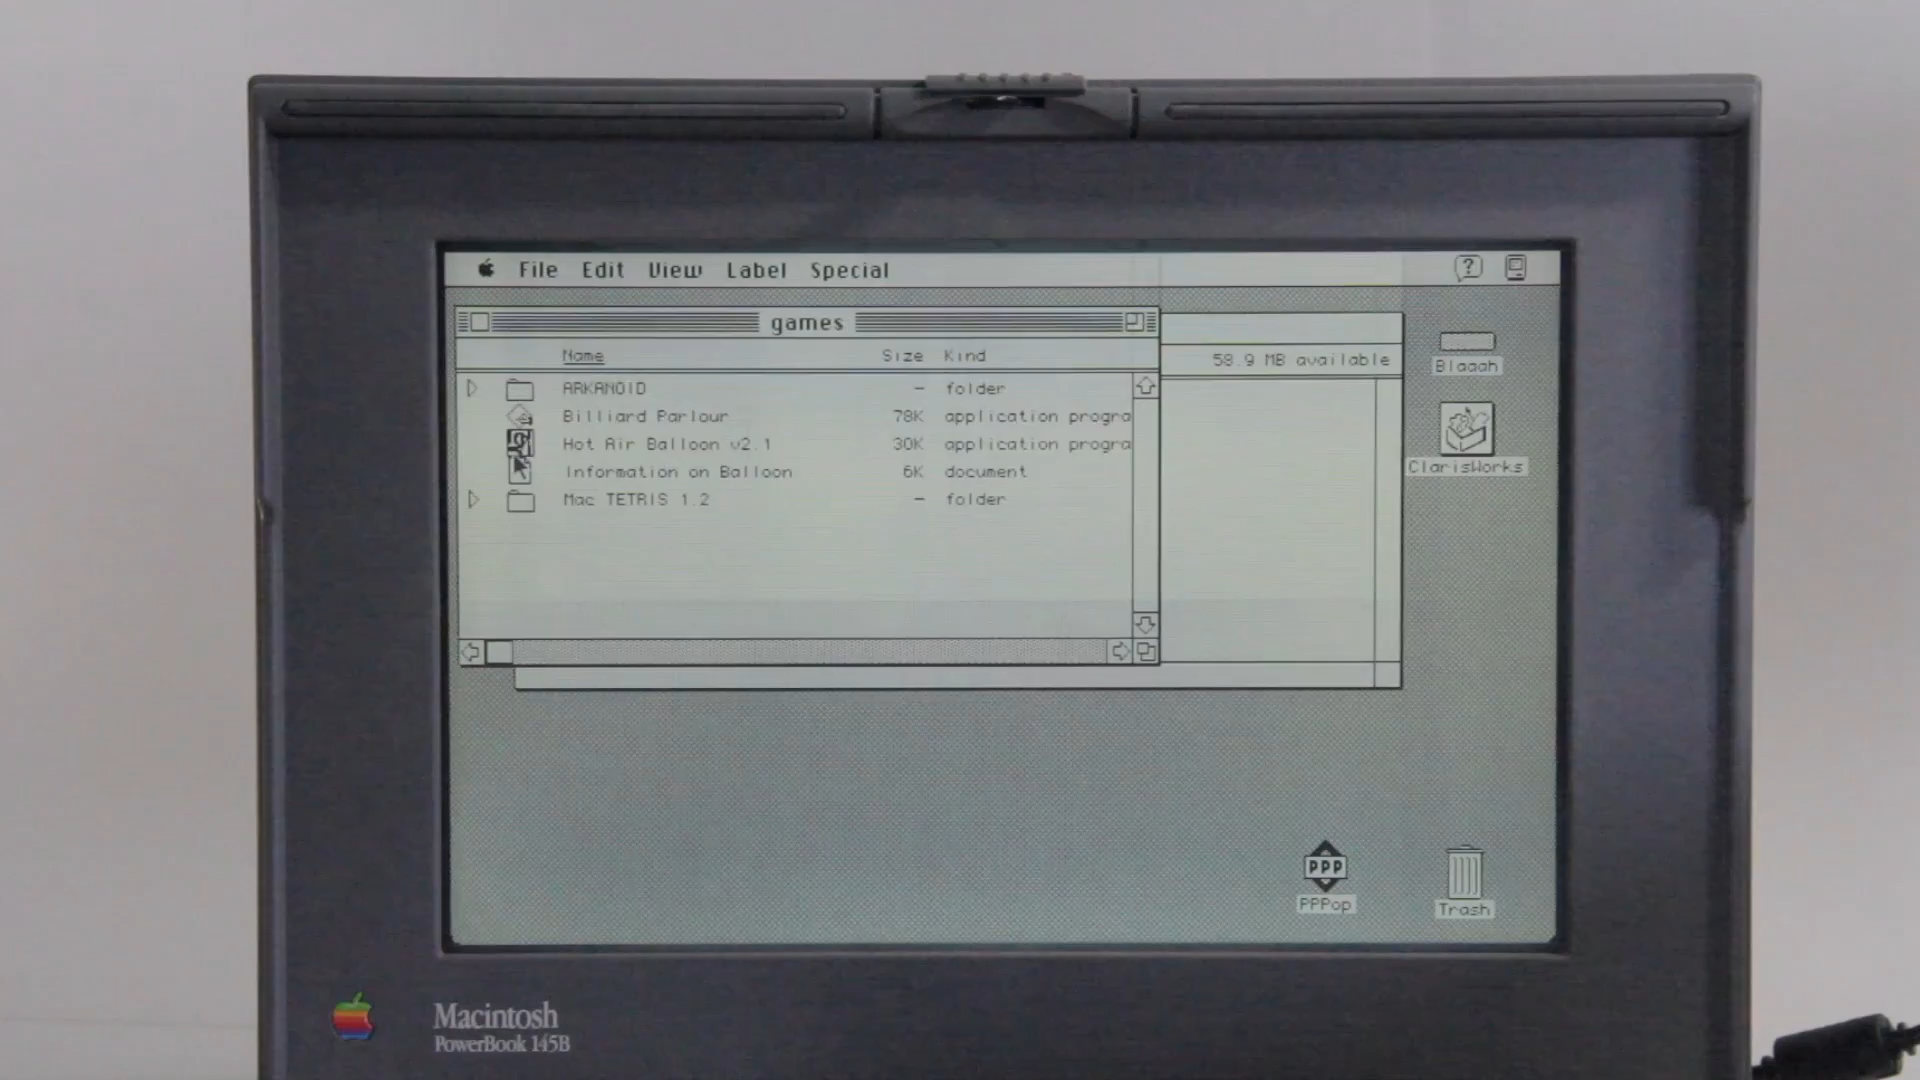 File Edit View Label Special
games
Name Size Kind
58.9 MB available
ARKANOID – folder
Billiard Parlour 78K application progra
Hot Air Balloon v2.1 30K application progra
Information on Balloon 6K document
Mac TETRIS 1.2 – folder
Blaaah
ClarisWorks
PPP
PPPop
Trash
Macintosh
PowerBook 145B